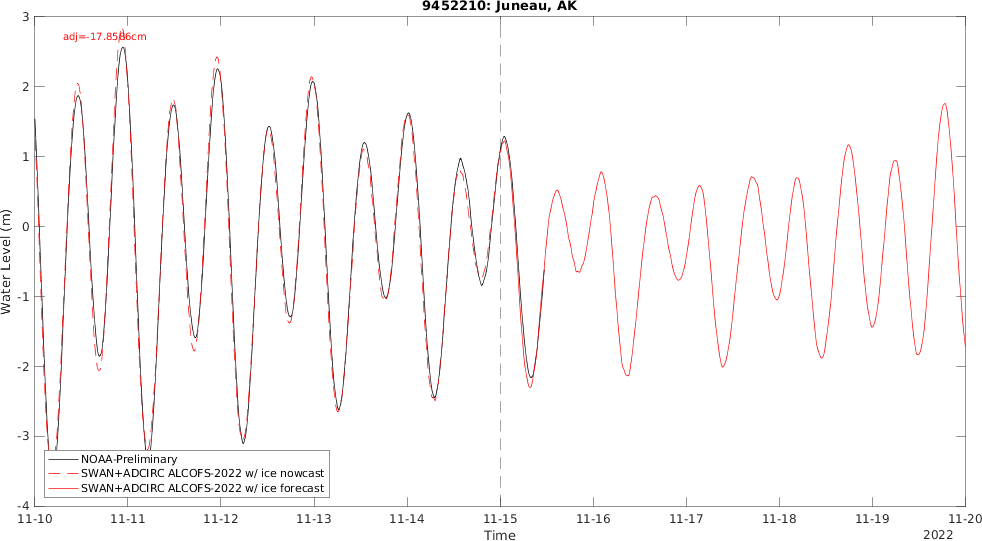 9452210: Juneau, AK
adj=-17.8586cm
Water Level (m)
3
2
1
0
-1
-2
-3
-4
NOAA-Preliminary
SWAN+ADCIRC ALCOFS-2022 w/ ice nowcast
SWAN+ADCIRC ALCOFS-2022 w/ ice forecast
11-10 11-11 11-12 11-13 11-14 11-15 11-16 11-17 11-18 11-19 11-20
Time
2022